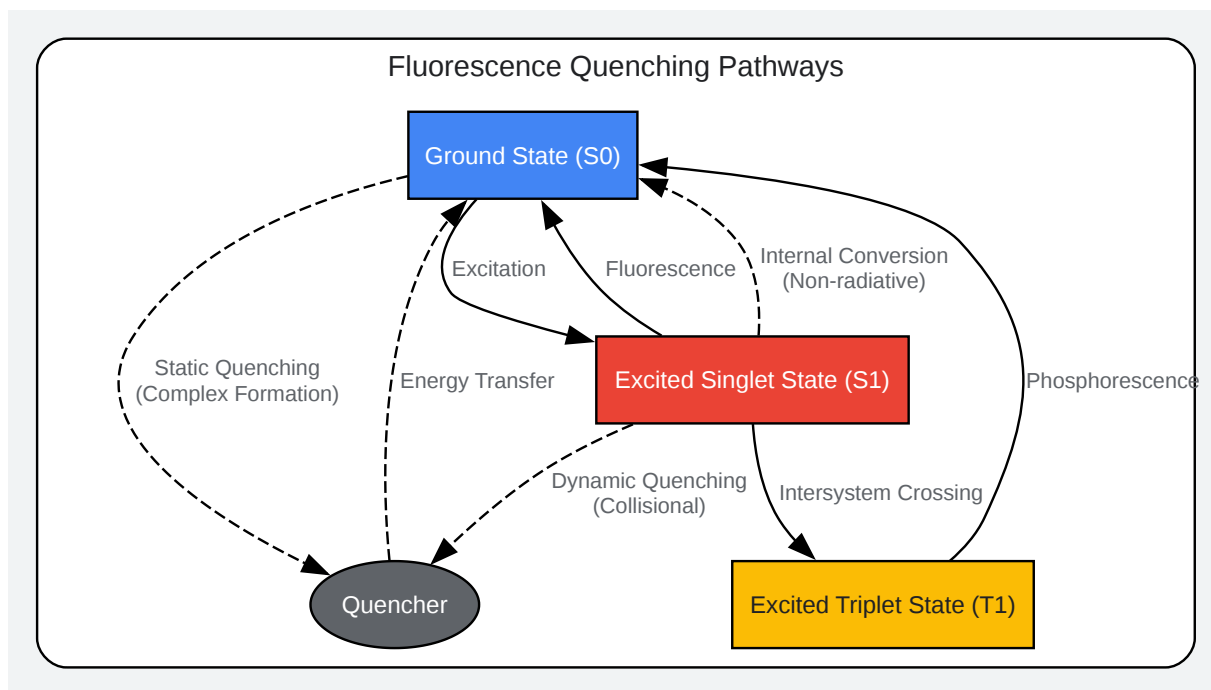 Fluorescence Quenching Pathways
Ground State (S0)
Excitation
Fluorescence
Internal Conversion
(Non-radiative)
Static Quenching
(Complex Formation)
Energy Transfer
Excited Singlet State (S1)
Phosphorescence
Dynamic Quenching
(Collisional)
Intersystem Crossing
Quencher
Excited Triplet State (T1)